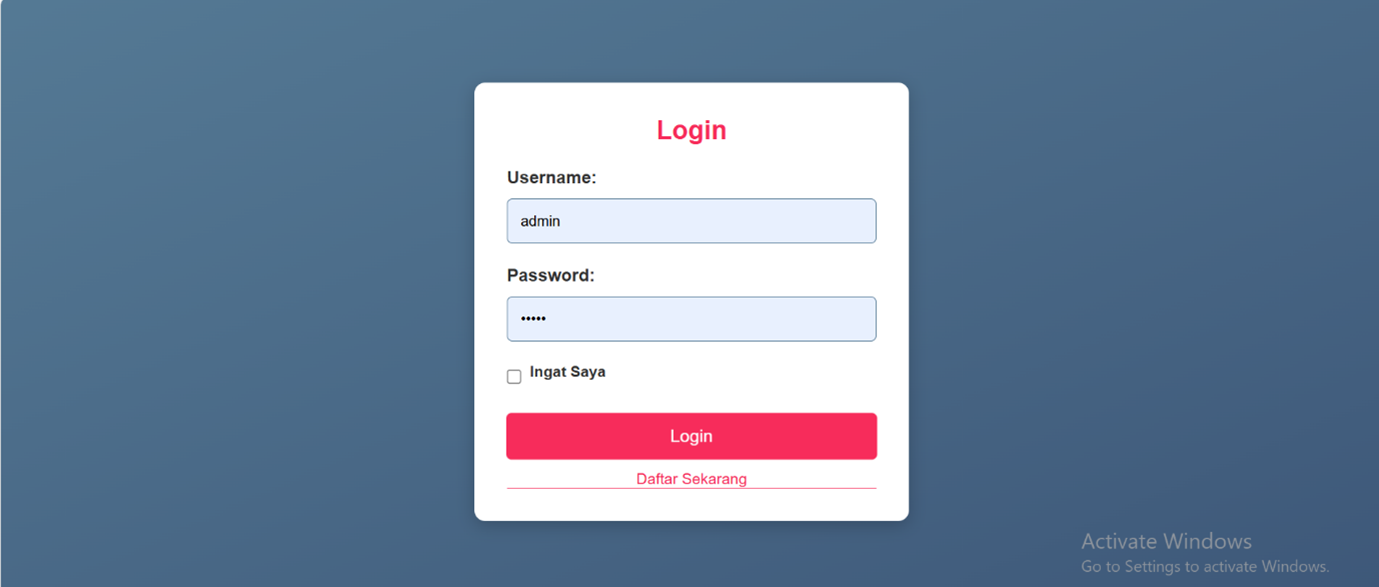 Login
Username:
admin
Password:
•••••
Ingat Saya
Login
Daftar Sekarang
Activate Windows
Go to Settings to activate Windows.